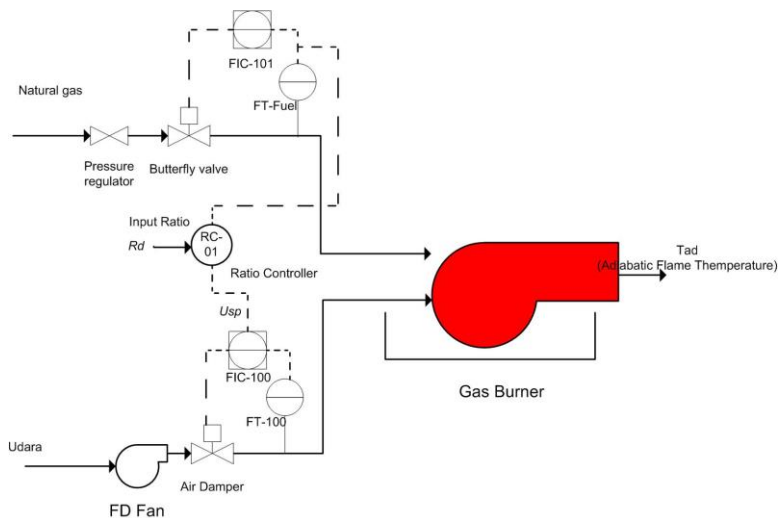 FIC-101
Natural gas
FT-Fuel
Pressure
regulator
Butterfly valve
Input Ratio
Rd
RC-
01
Ratio Controller
Tad
(Adiabatic Flame Themperature)
Usp
FIC-100
Gas Burner
FT-100
Udara
Air Damper
FD Fan